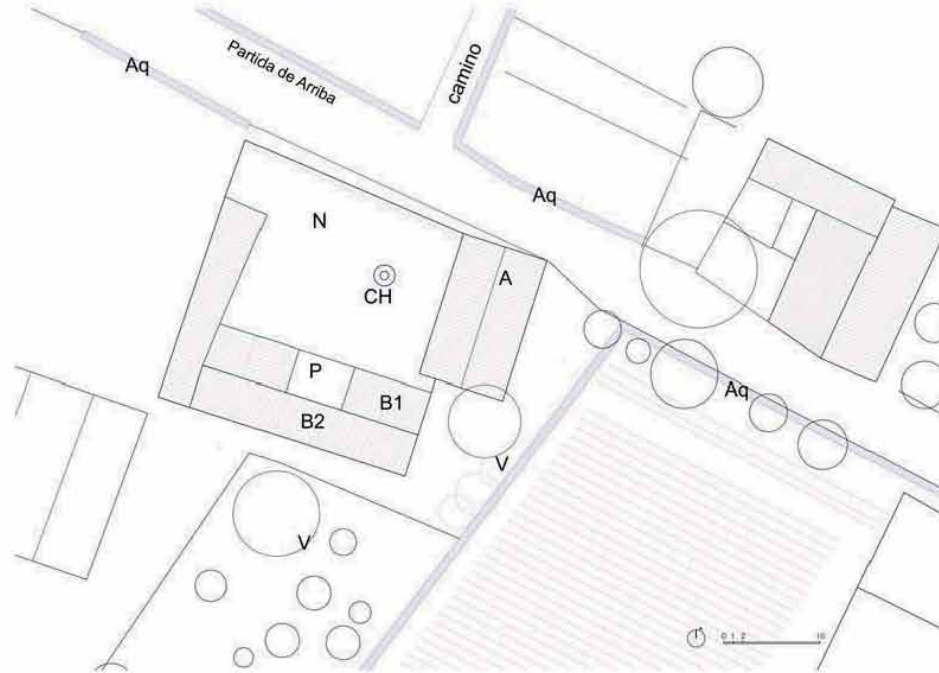 Aq
Partida de Arriba
camino
Aq
N
CH
A
P
B1
B2
Aq
V
V
0 1 2 10